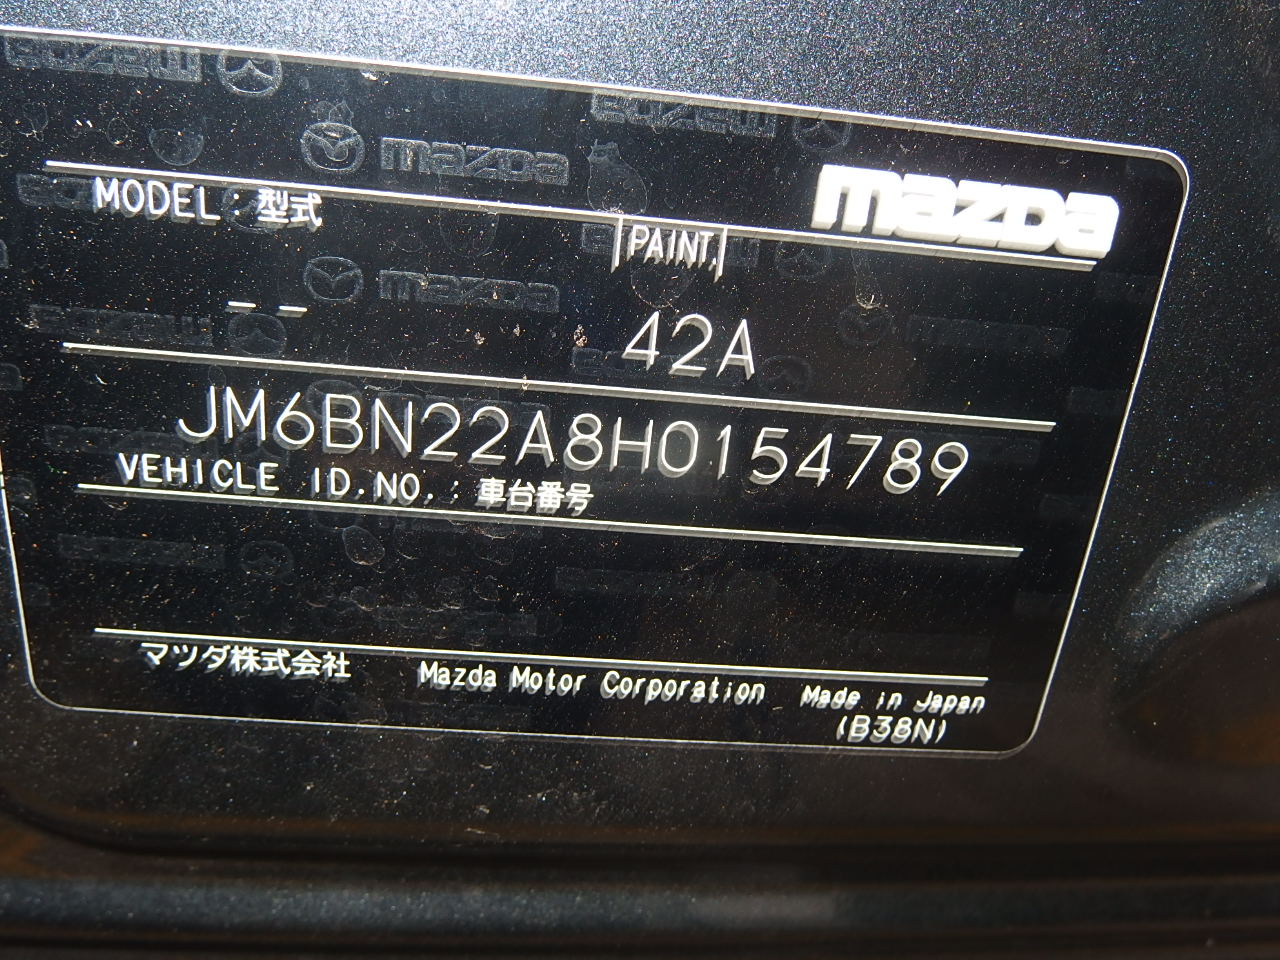 mazda
MODEL : 型式
PAINT.
— —
42A
JM6BN22A8H0154789
VEHICLE ID.NO. : 車台番号
マツダ株式会社 Mazda Motor Corporation Made in Japan
(B38N)